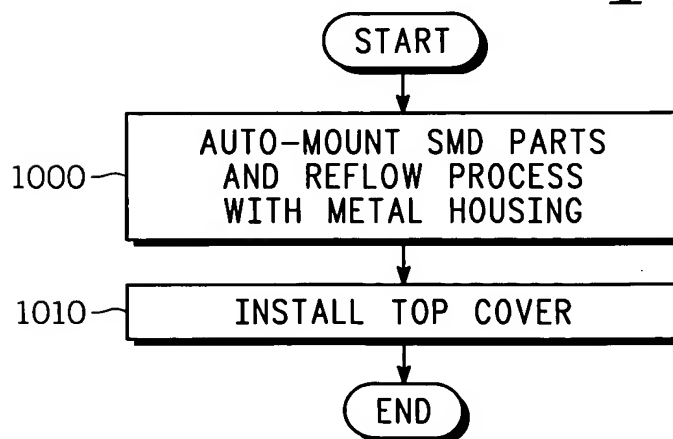 START
1000
AUTO-MOUNT SMD PARTS
AND REFLOW PROCESS
WITH METAL HOUSING
1010
INSTALL TOP COVER
END